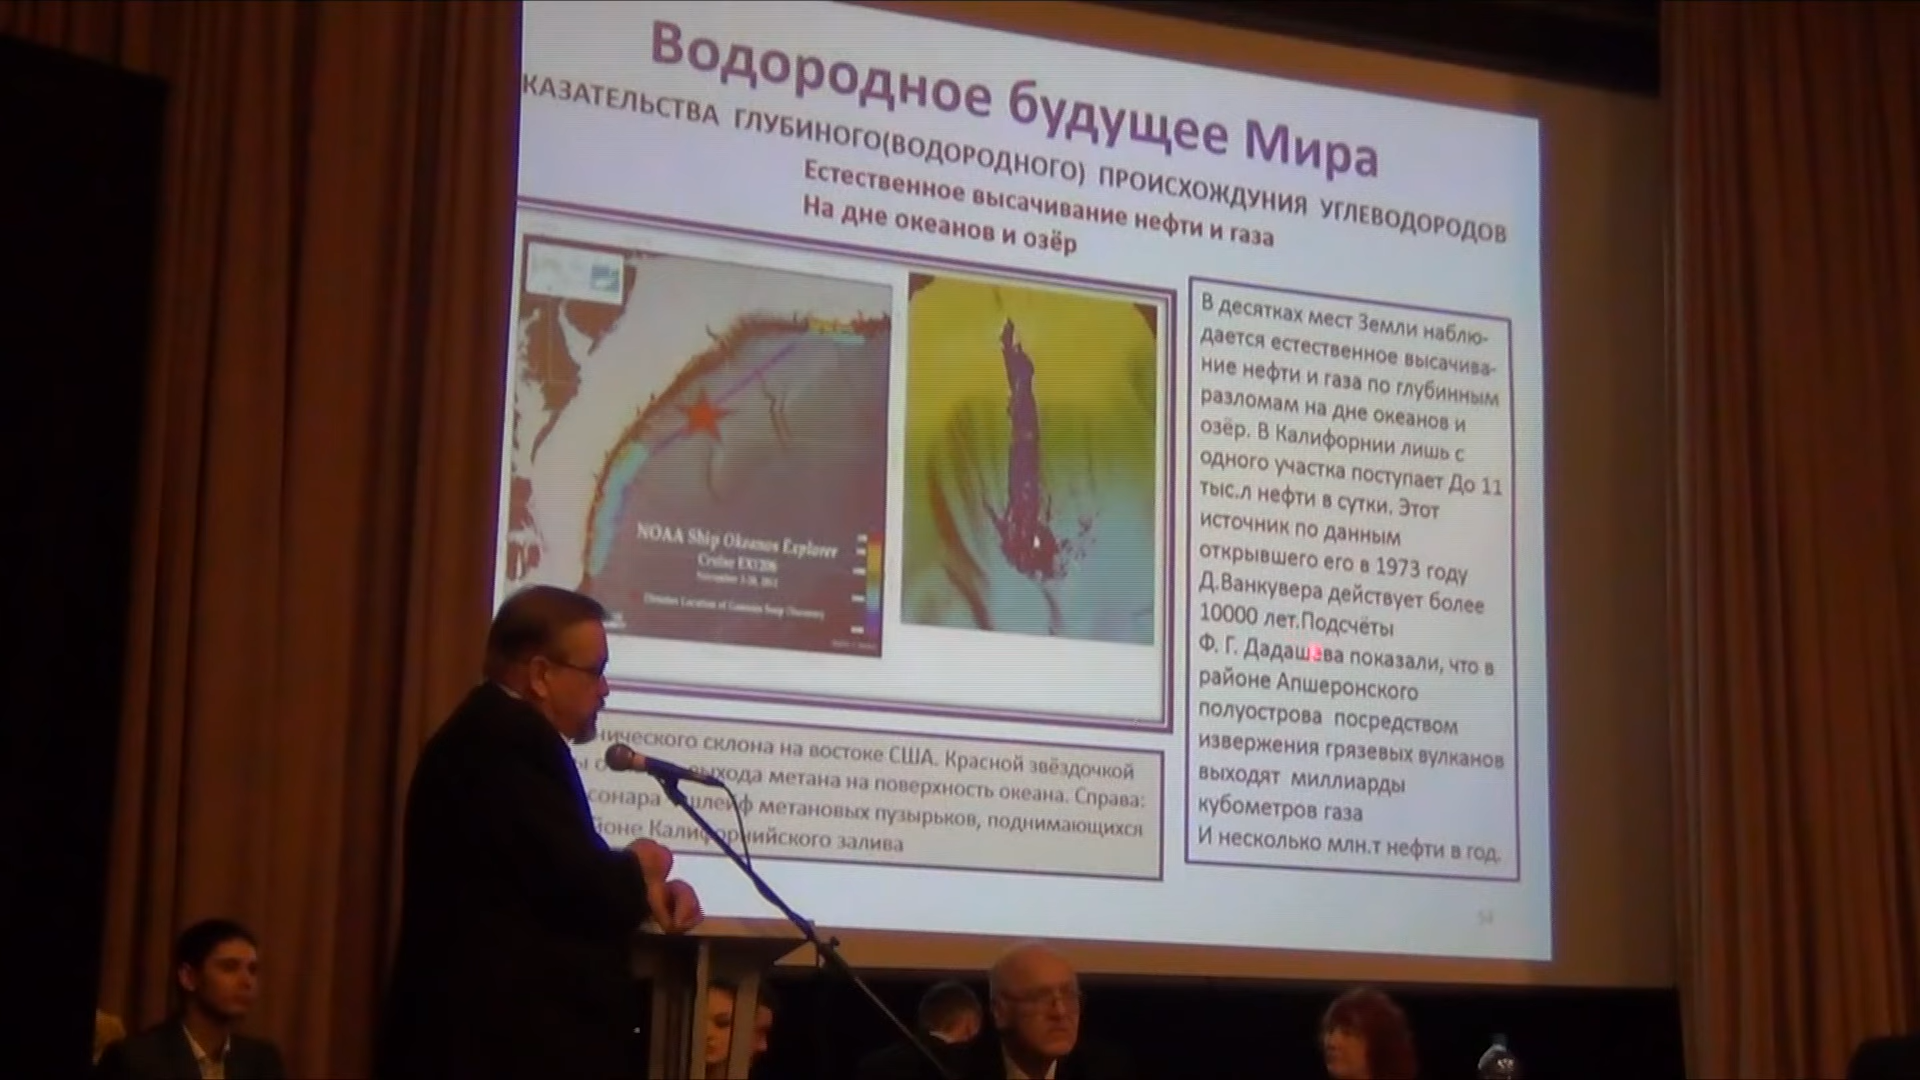 Водородное будущее Мира
КАЗАТЕЛЬСТВА ГЛУБИНОГО(ВОДОРОДНОГО) ПРОИСХОЖДУНИЯ УГЛЕВОДОРОДОВ
Естественное высачивание нефти и газа
На дне океанов и озёр
NOAA Ship Okeanos Explorer
Cruise EX1206
В десятках мест Земли наблю-
дается естественное высачива-
ние нефти и газа по глубинным
разломам на дне океанов и
озёр. В Калифорнии лишь с
одного участка поступает До 11
тыс.л нефти в сутки. Этот
источник по данным
открывшего его в 1973 году
Д.Ванкувера действует более
10000 лет.Подсчёты
Ф. Г. Дадашева показали, что в
районе Апшеронского
полуострова посредством
извержения грязевых вулканов
выходят миллиарды
кубометров газа
И несколько млн.т нефти в год.
нического склона на востоке США. Красной звёздочкой
выхода метана на поверхность океана. Справа:
сонара шлейф метановых пузырьков, поднимающихся
йоне Калифорнийского залива